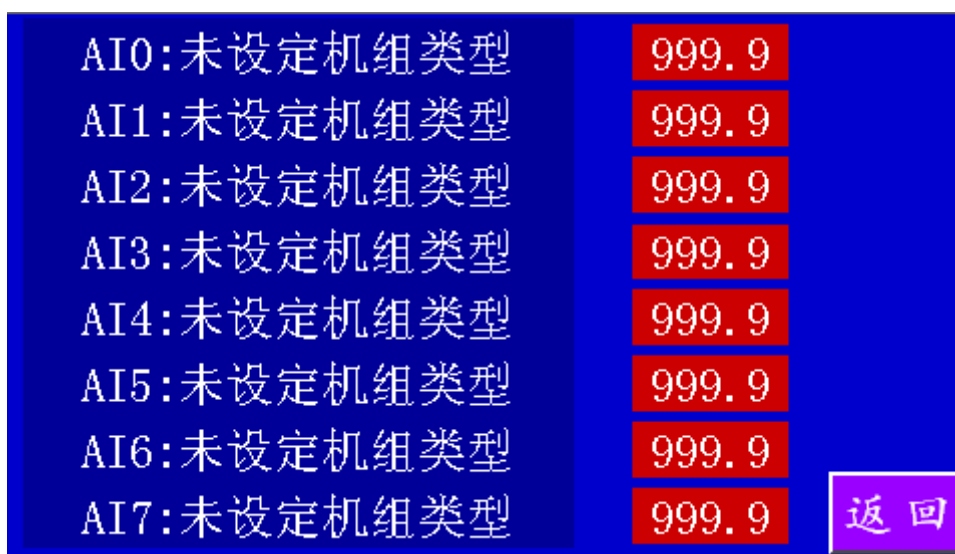 AI0:未设定机组类型 999.9
AI1:未设定机组类型 999.9
AI2:未设定机组类型 999.9
AI3:未设定机组类型 999.9
AI4:未设定机组类型 999.9
AI5:未设定机组类型 999.9
AI6:未设定机组类型 999.9
AI7:未设定机组类型 999.9
返回